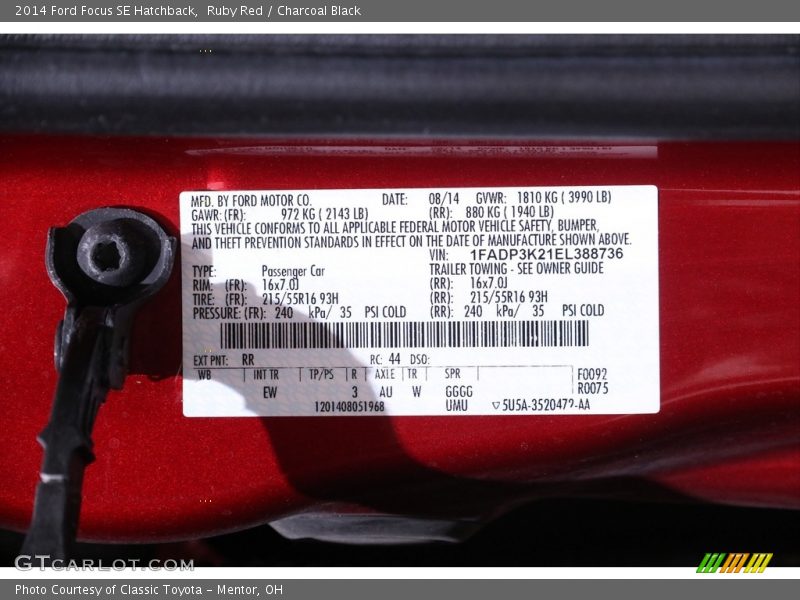 2014 Ford Focus SE Hatchback,  Ruby Red / Charcoal Black
MFD. BY FORD MOTOR CO. DATE: 08/14 GVWR: 1810 KG ( 3990 LB)
GAWR: (FR): 972 KG ( 2143 LB) (RR): 880 KG ( 1940 LB)
THIS VEHICLE CONFORMS TO ALL APPLICABLE FEDERAL MOTOR VEHICLE SAFETY, BUMPER,
AND THEFT PREVENTION STANDARDS IN EFFECT ON THE DATE OF MANUFACTURE SHOWN ABOVE.
VIN: 1FADP3K21EL388736
TYPE: Passenger Car TRAILER TOWING - SEE OWNER GUIDE
RIM: (FR): 16x7.0J (RR): 16x7.0J
TIRE: (FR): 215/55R16 93H (RR): 215/55R16 93H
PRESSURE: (FR): 240 kPa/ 35 PSI COLD (RR): 240 kPa/ 35 PSI COLD
EXT PNT: RR RC: 44 DSO:
WB INT TR TP/PS R AXLE TR SPR F0092
EW 3 AU W GGGG R0075
1201408051968 UMU ▽5U5A-3520472-AA
GTCARLOT.COM
Photo Courtesy of Classic Toyota - Mentor, OH